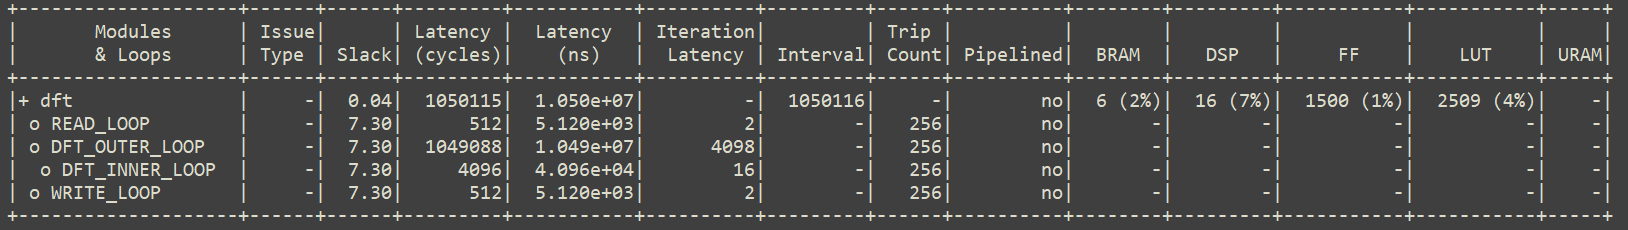 +--------------------+------+------+---------+-----------+----------+---------+------+----------+---------+---------+-----------+-----------+-----+
|       Modules      | Issue|      | Latency |  Latency  | Iteration|         | Trip |          |         |         |           |           |     |
|       & Loops      | Type | Slack| (cycles)|    (ns)   |  Latency | Interval| Count| Pipelined|  BRAM   |   DSP   |     FF    |    LUT    | URAM|
+--------------------+------+------+---------+-----------+----------+---------+------+----------+---------+---------+-----------+-----------+-----+
|+ dft               |     -|  0.04|  1050115|  1.050e+07|         -|  1050116|     -|        no|   6 (2%)|  16 (7%)|  1500 (1%)|  2509 (4%)|    -|
| o READ_LOOP        |     -|  7.30|      512|  5.120e+03|         2|        -|   256|        no|        -|        -|          -|          -|    -|
| o DFT_OUTER_LOOP   |     -|  7.30|  1049088|  1.049e+07|      4098|        -|   256|        no|        -|        -|          -|          -|    -|
|  o DFT_INNER_LOOP  |     -|  7.30|     4096|  4.096e+04|        16|        -|   256|        no|        -|        -|          -|          -|    -|
| o WRITE_LOOP       |     -|  7.30|      512|  5.120e+03|         2|        -|   256|        no|        -|        -|          -|          -|    -|
+--------------------+------+------+---------+-----------+----------+---------+------+----------+---------+---------+-----------+-----------+-----+